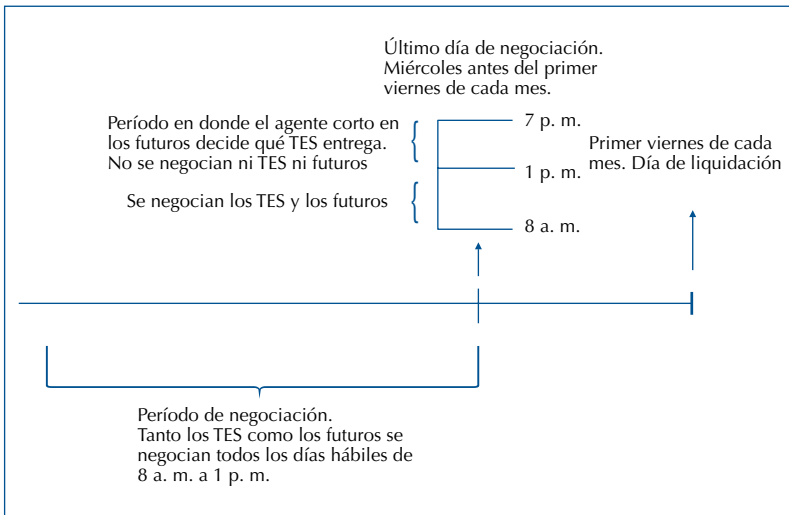 Último día de negociación.
Miércoles antes del primer
viernes de cada mes.
Período en donde el agente corto en
los futuros decide qué TES entrega.
No se negocian ni TES ni futuros
Se negocian los TES y los futuros
7 p. m.
1 p. m.
8 a. m.
Primer viernes de cada
mes. Día de liquidación
Período de negociación.
Tanto los TES como los futuros se
negocian todos los días hábiles de
8 a. m. a 1 p. m.